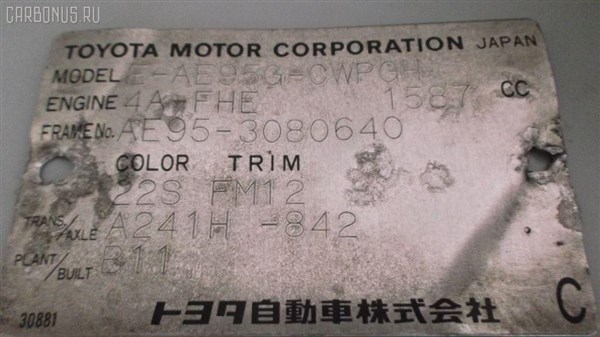 CARBONUS.RU
TOYOTA MOTOR CORPORATION JAPAN
MODEL E-AE95G-CWPGH
ENGINE 4A-FHE 1587 CC
FRAME No. AE95-3080640
COLOR TRIM
22S FM12
TRANS/AXLE A241H -842
PLANT/BUILT B11
トヨタ自動車株式会社 C
30881